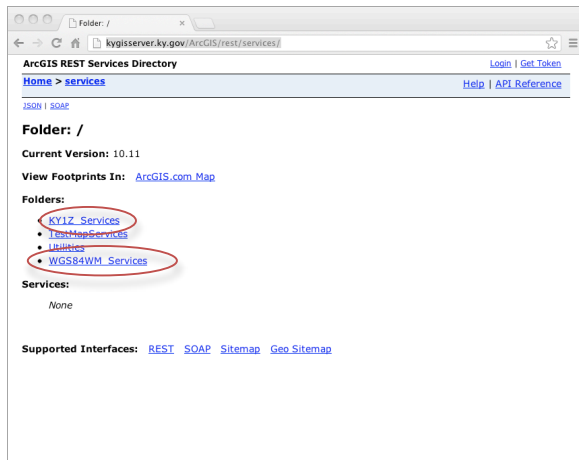 Folder: /
kygisserver.ky.gov/ArcGIS/rest/services/
ArcGIS REST Services Directory
Login | Get Token
Home > services
Help | API Reference
JSON | SOAP
Folder: /
Current Version: 10.11
View Footprints In: ArcGIS.com Map
Folders:
KY1Z_Services
TestMapServices
Utilities
WGS84WM_Services
Services:
None
Supported Interfaces: REST SOAP Sitemap Geo Sitemap